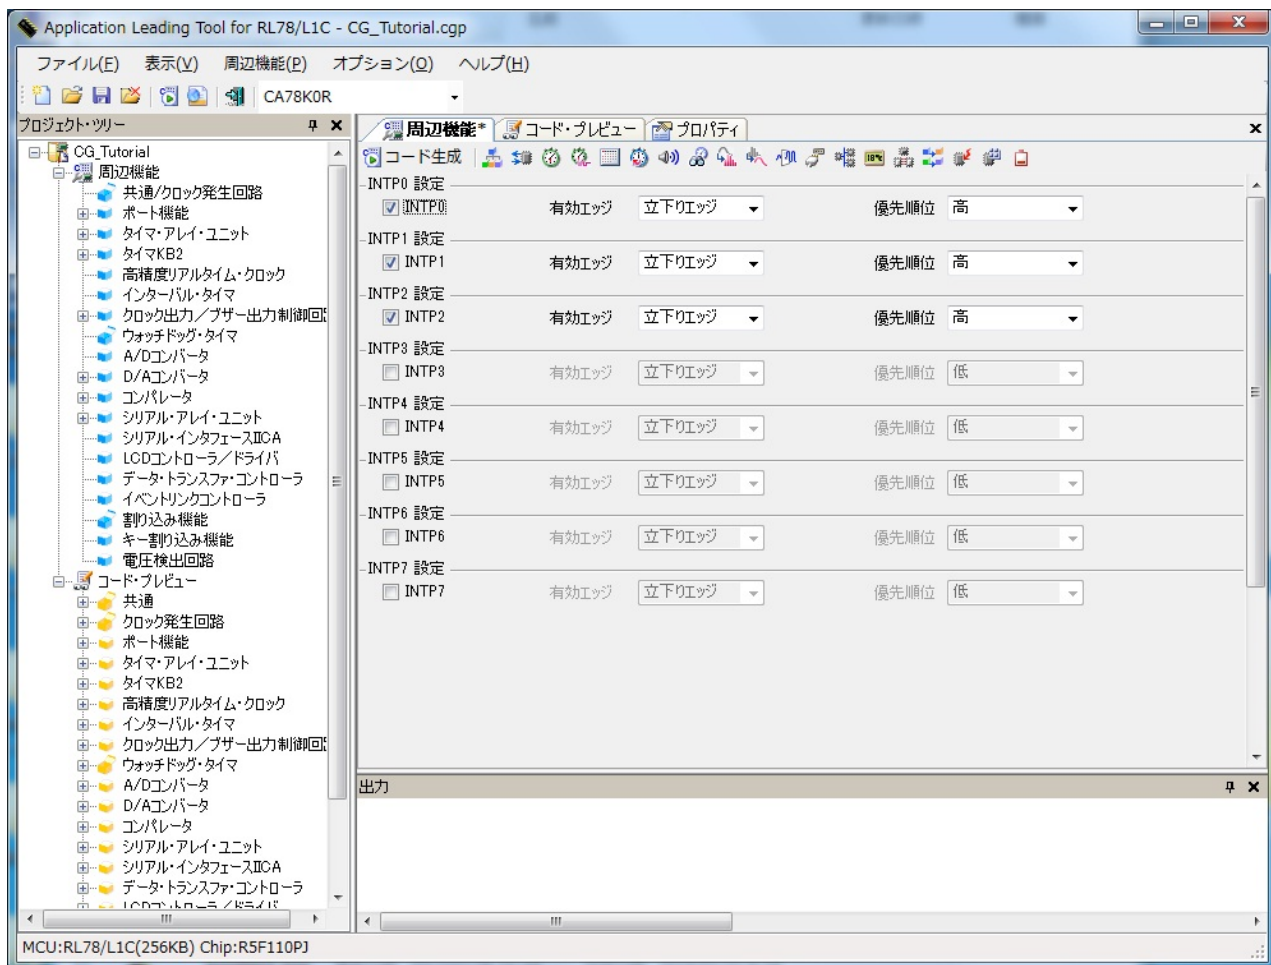 Application Leading Tool for RL78/L1C - CG_Tutorial.cgp
ファイル(F) 表示(V) 周辺機能(P) オプション(O) ヘルプ(H)
CA78K0R
プロジェクト・ツリー
CG_Tutorial
周辺機能
共通/クロック発生回路
ポート機能
タイマ・アレイ・ユニット
タイマKB2
高精度リアルタイム・クロック
インターバル・タイマ
クロック出力／ブザー出力制御回
ウォッチドッグ・タイマ
A/Dコンバータ
D/Aコンバータ
コンパレータ
シリアル・アレイ・ユニット
シリアル・インタフェースIICA
LCDコントローラ／ドライバ
データ・トランスファ・コントローラ
イベントリンクコントローラ
割り込み機能
キー割り込み機能
電圧検出回路
コード・プレビュー
共通
クロック発生回路
ポート機能
タイマ・アレイ・ユニット
タイマKB2
高精度リアルタイム・クロック
インターバル・タイマ
クロック出力／ブザー出力制御回
ウォッチドッグ・タイマ
A/Dコンバータ
D/Aコンバータ
コンパレータ
シリアル・アレイ・ユニット
シリアル・インタフェースIICA
データ・トランスファ・コントローラ
LCDコントローラ／ドライバ
周辺機能* コード・プレビュー プロパティ
コード生成
INTP0 設定
INTP0 有効エッジ 立下りエッジ 優先順位 高
INTP1 設定
INTP1 有効エッジ 立下りエッジ 優先順位 高
INTP2 設定
INTP2 有効エッジ 立下りエッジ 優先順位 高
INTP3 設定
INTP3 有効エッジ 立下りエッジ 優先順位 低
INTP4 設定
INTP4 有効エッジ 立下りエッジ 優先順位 低
INTP5 設定
INTP5 有効エッジ 立下りエッジ 優先順位 低
INTP6 設定
INTP6 有効エッジ 立下りエッジ 優先順位 低
INTP7 設定
INTP7 有効エッジ 立下りエッジ 優先順位 低
出力
MCU:RL78/L1C(256KB) Chip:R5F110PJ